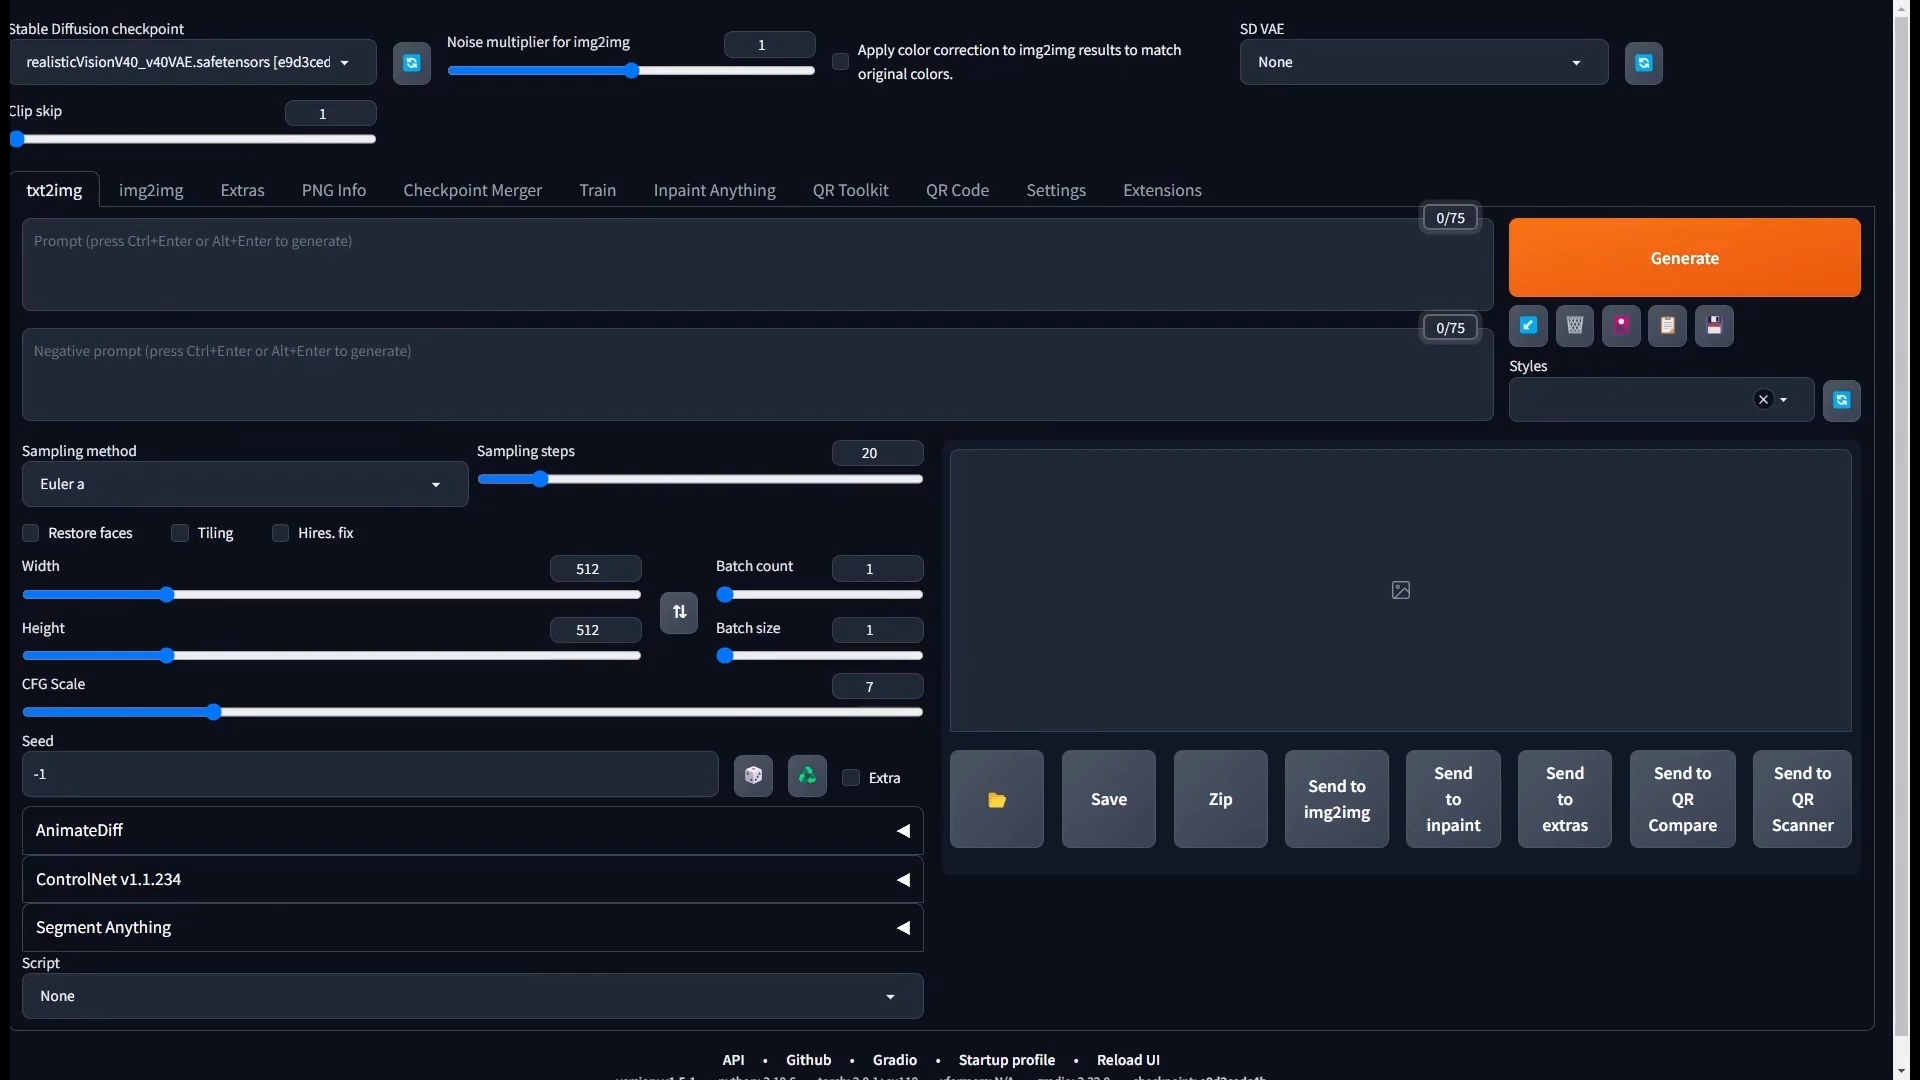 Stable Diffusion checkpoint
realisticVisionV40_v40VAE.safetensors [e9d3ced
Noise multiplier for img2img
1
Apply color correction to img2img results to match
original colors.
SD VAE
None
Clip skip
1
txt2img
img2img
Extras
PNG Info
Checkpoint Merger
Train
Inpaint Anything
QR Toolkit
QR Code
Settings
Extensions
Prompt (press Ctrl+Enter or Alt+Enter to generate)
0/75
Generate
Negative prompt (press Ctrl+Enter or Alt+Enter to generate)
0/75
Styles
Sampling method
Euler a
Sampling steps
20
Restore faces
Tiling
Hires. fix
Width
512
Batch count
1
Height
512
Batch size
1
CFG Scale
7
Seed
-1
Extra
AnimateDiff
ControlNet v1.1.234
Segment Anything
Script
None
Save
Zip
Send to
img2img
Send
to
inpaint
Send
to
extras
Send to
QR
Compare
Send to
QR
Scanner
API • Github • Gradio • Startup profile • Reload UI